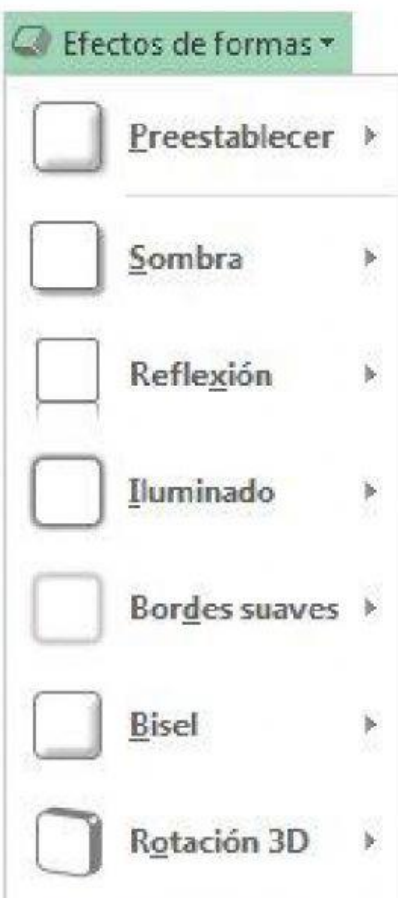 Efectos de formas
Preestablecer
Sombra
Reflexión
Iluminado
Bordes suaves
Bisel
Rotación 3D